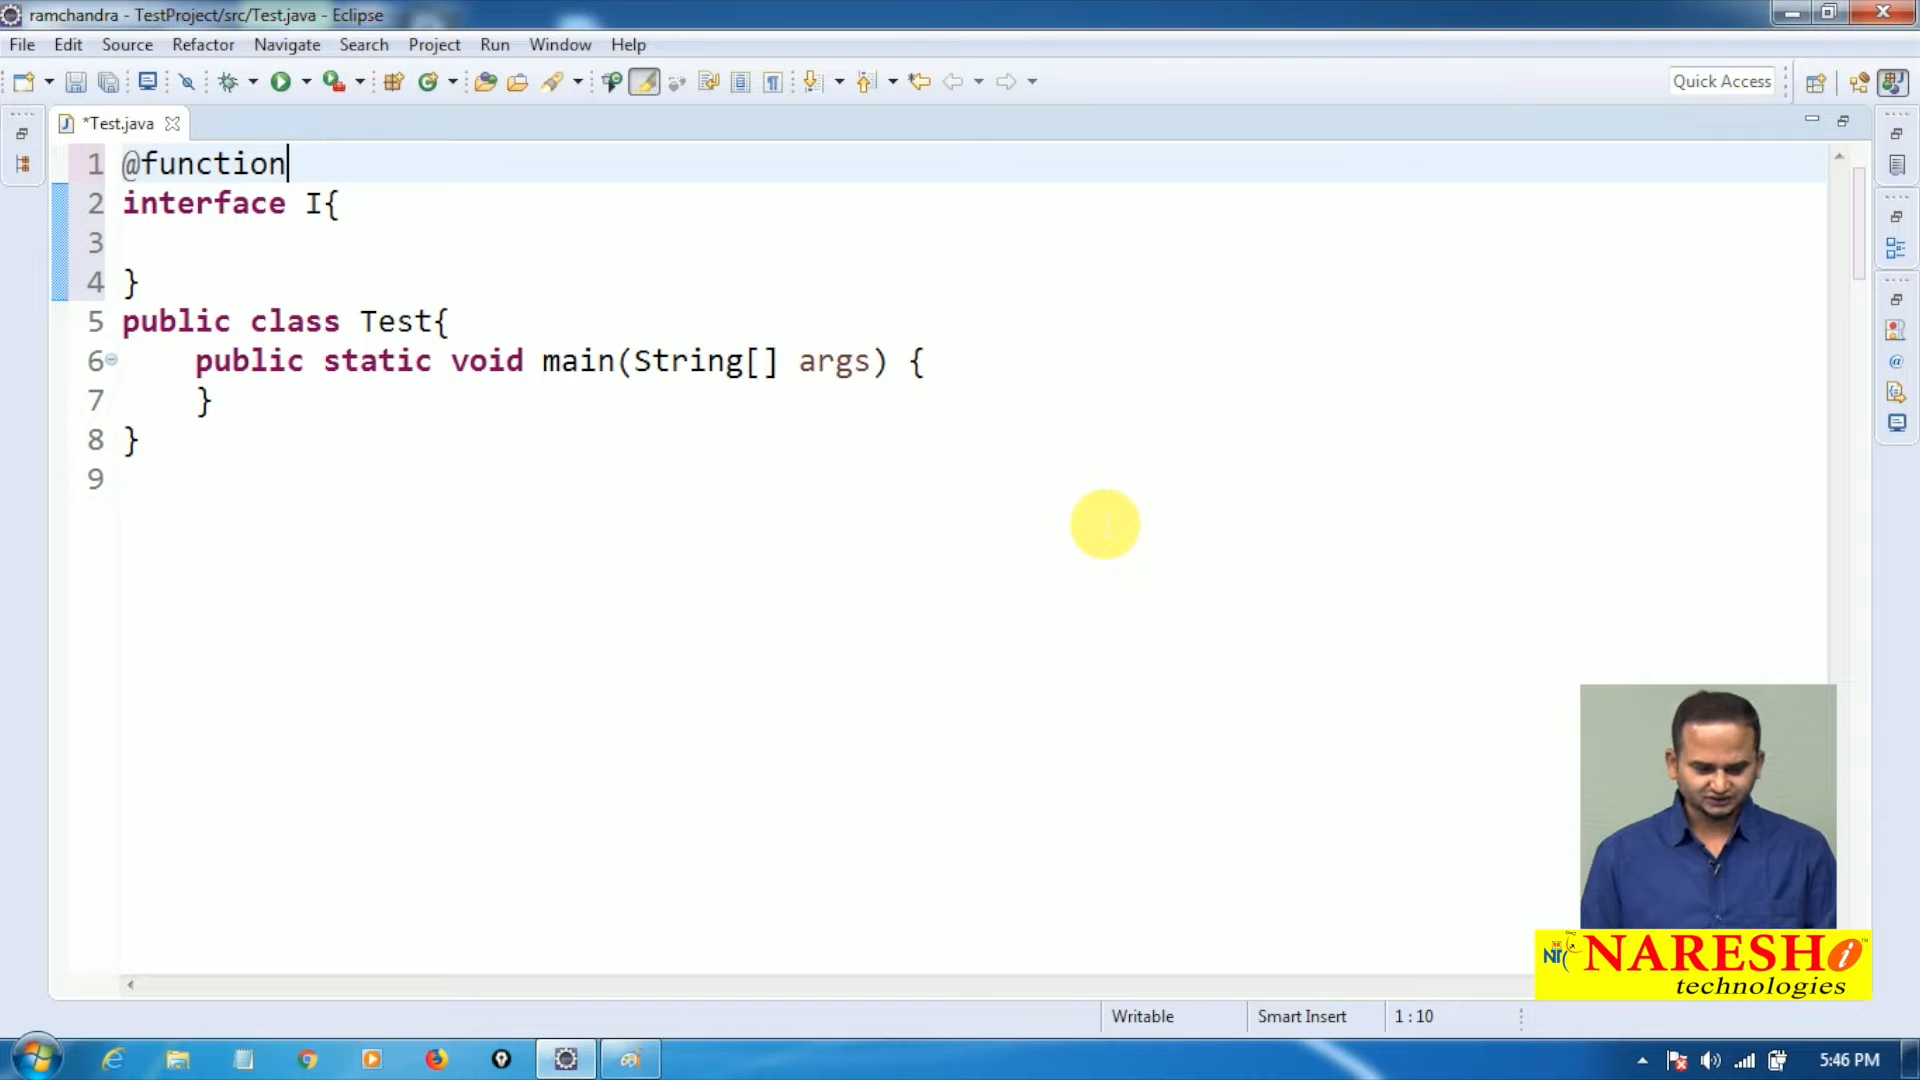 ramchandra - TestProject/src/Test.java - Eclipse
File Edit Source Refactor Navigate Search Project Run Window Help
Quick Access
*Test.java
1 @function
2 interface I{
3
4 }
5 public class Test{
6 public static void main(String[] args) {
7 }
8 }
9
NARESH i
technologies
Writable Smart Insert 1 : 10
5:46 PM